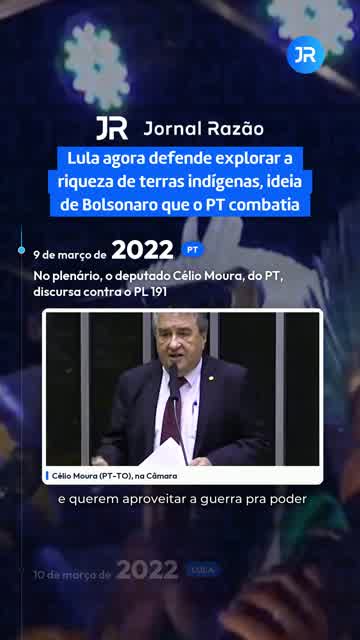 JR
JR Jornal Razão
Lula agora defende explorar a
riqueza de terras indígenas, ideia
de Bolsonaro que o PT combatia
9 de março de 2022 PT
No plenário, o deputado Célio Moura, do PT,
discursa contra o PL 191
Célio Moura (PT-TO), na Câmara
e querem aproveitar a guerra pra poder
10 de março de 2022 LULA